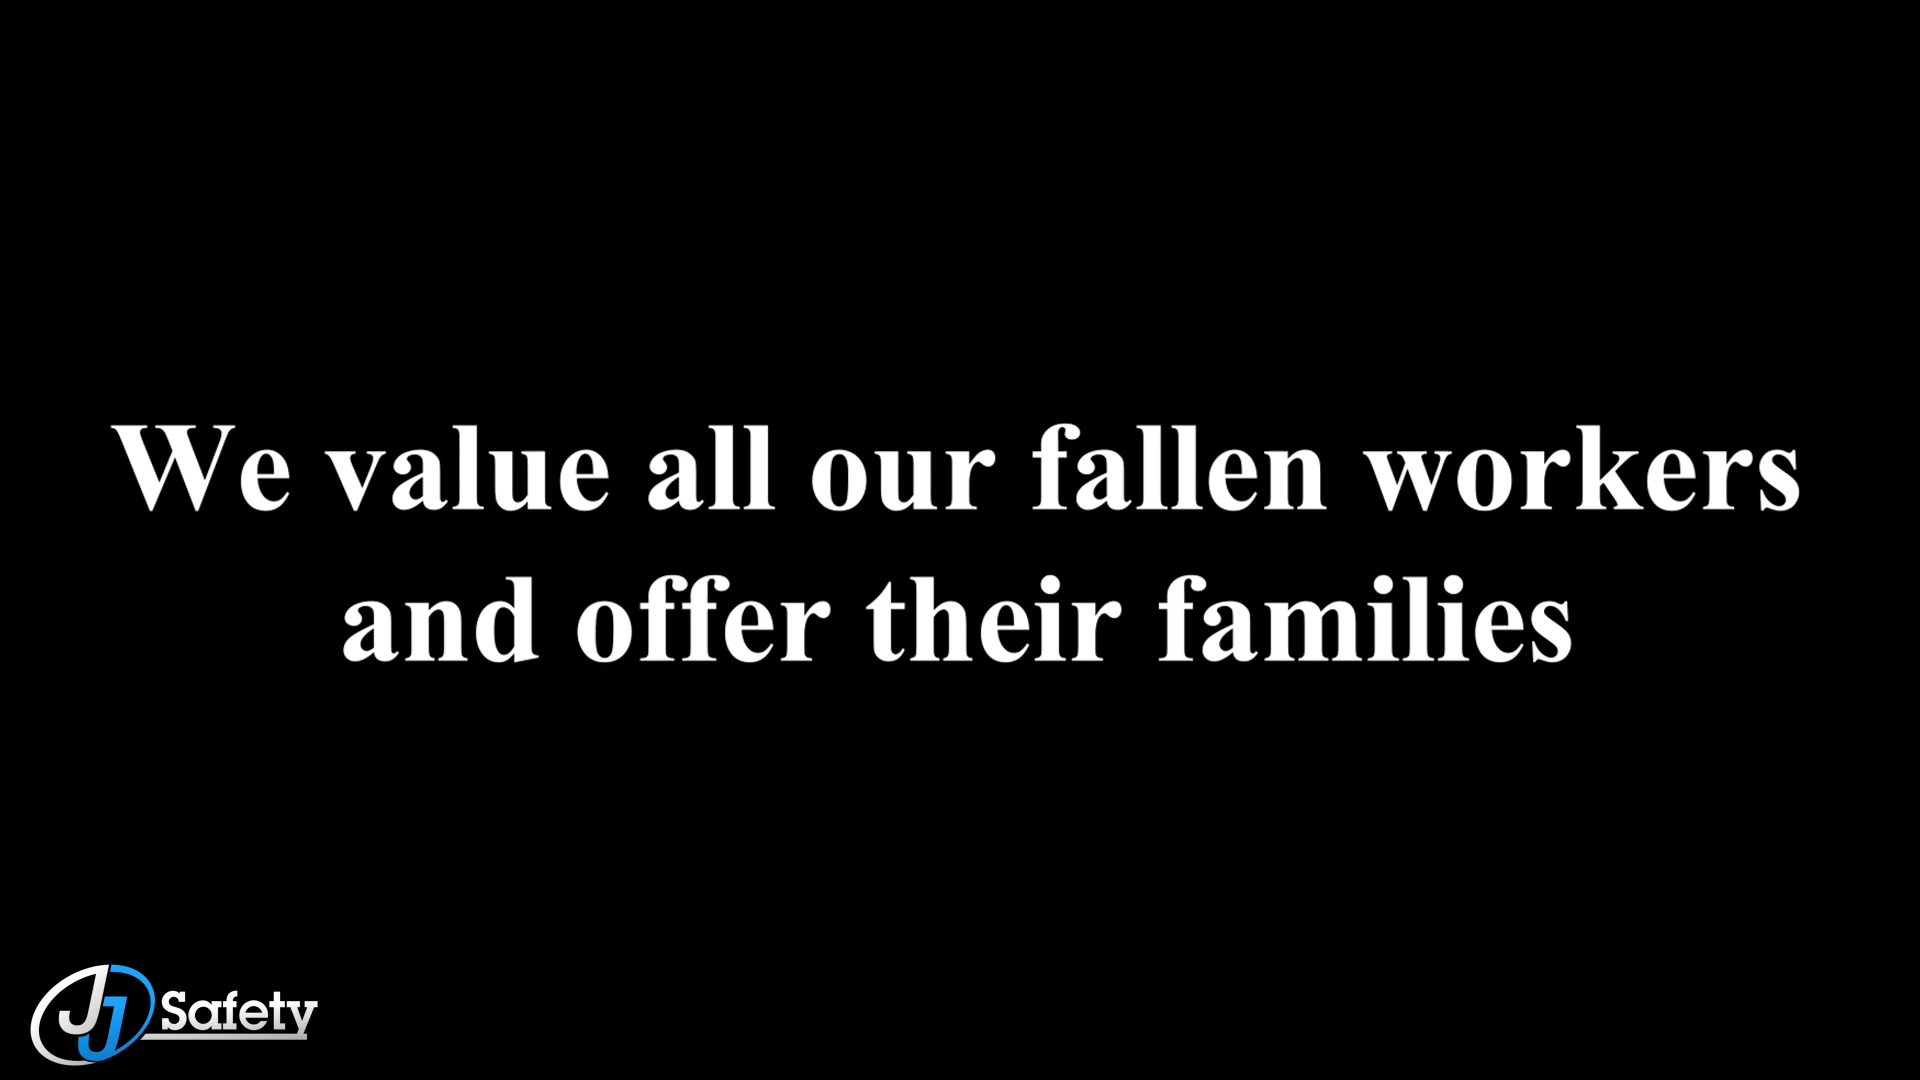 We value all our fallen workers
and offer their families
JJ Safety